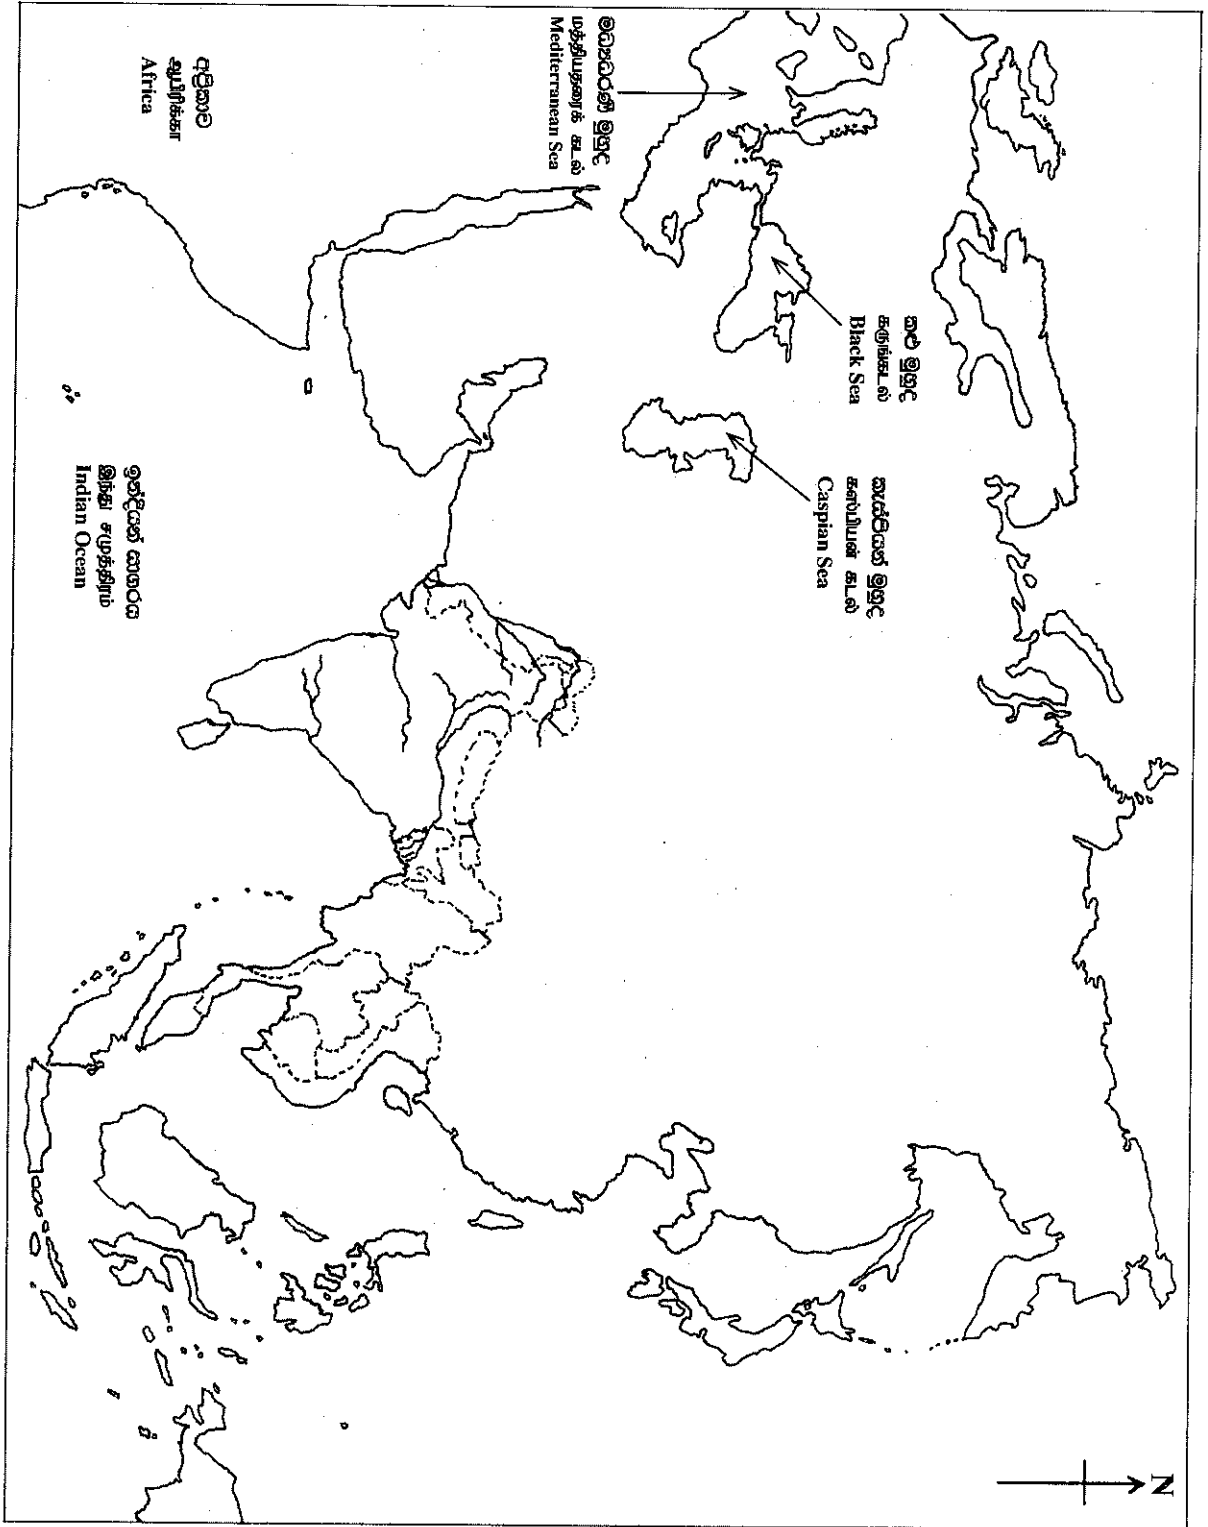 මධ්‍යධරණී මුහුද
மத்தியதரைக் கடல்
Mediterranean Sea
කළු මුහුද
கருங்கடல்
Black Sea
කැස්පියන් මුහුද
கஸ்பியன் கடல்
Caspian Sea
අප්‍රිකාව
ஆபிரிக்கா
Africa
ඉන්දියන් සාගරය
இந்து சமுத்திரம்
Indian Ocean
N